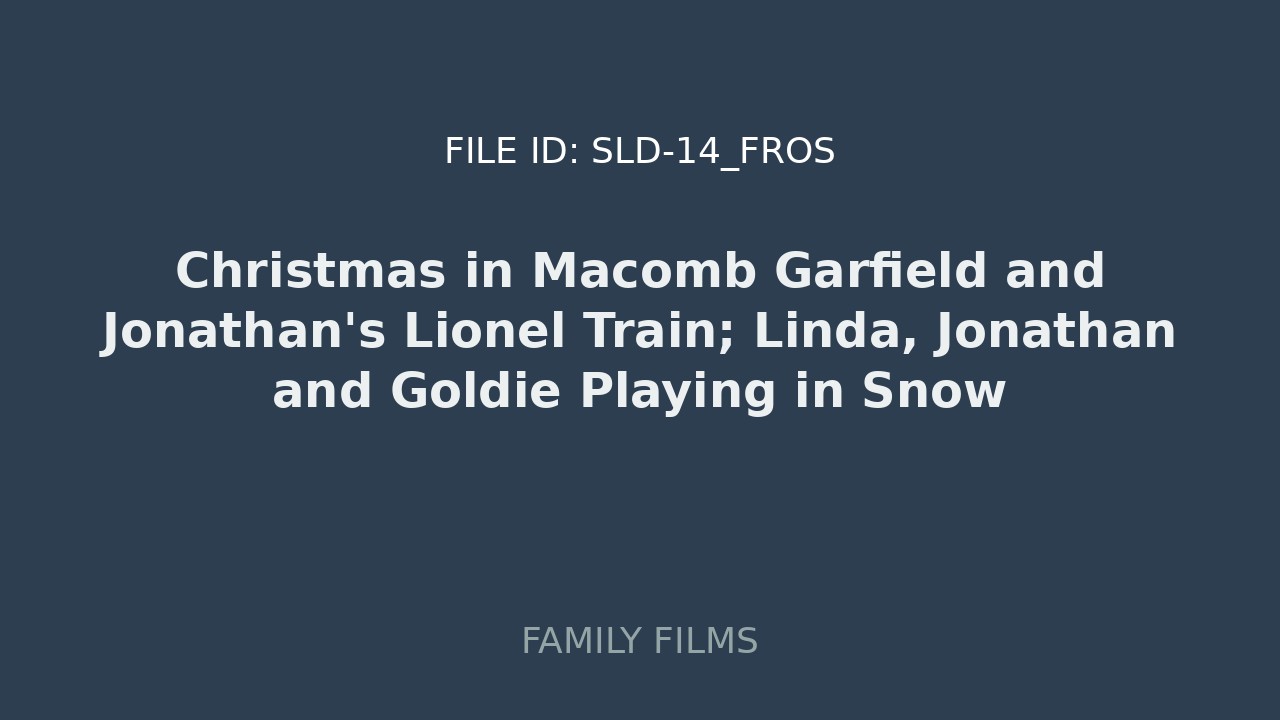 FILE ID: SLD-14_FROS
Christmas in Macomb Garfield and
Jonathan's Lionel Train; Linda, Jonathan
and Goldie Playing in Snow
FAMILY FILMS